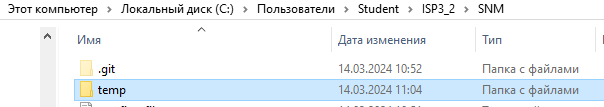 Этот компьютер > Локальный диск (C:) > Пользователи > Student > ISP3_2 > SNM
Имя Дата изменения Тип
.git 14.03.2024 10:52 Папка с файлами
temp 14.03.2024 11:04 Папка с файлами